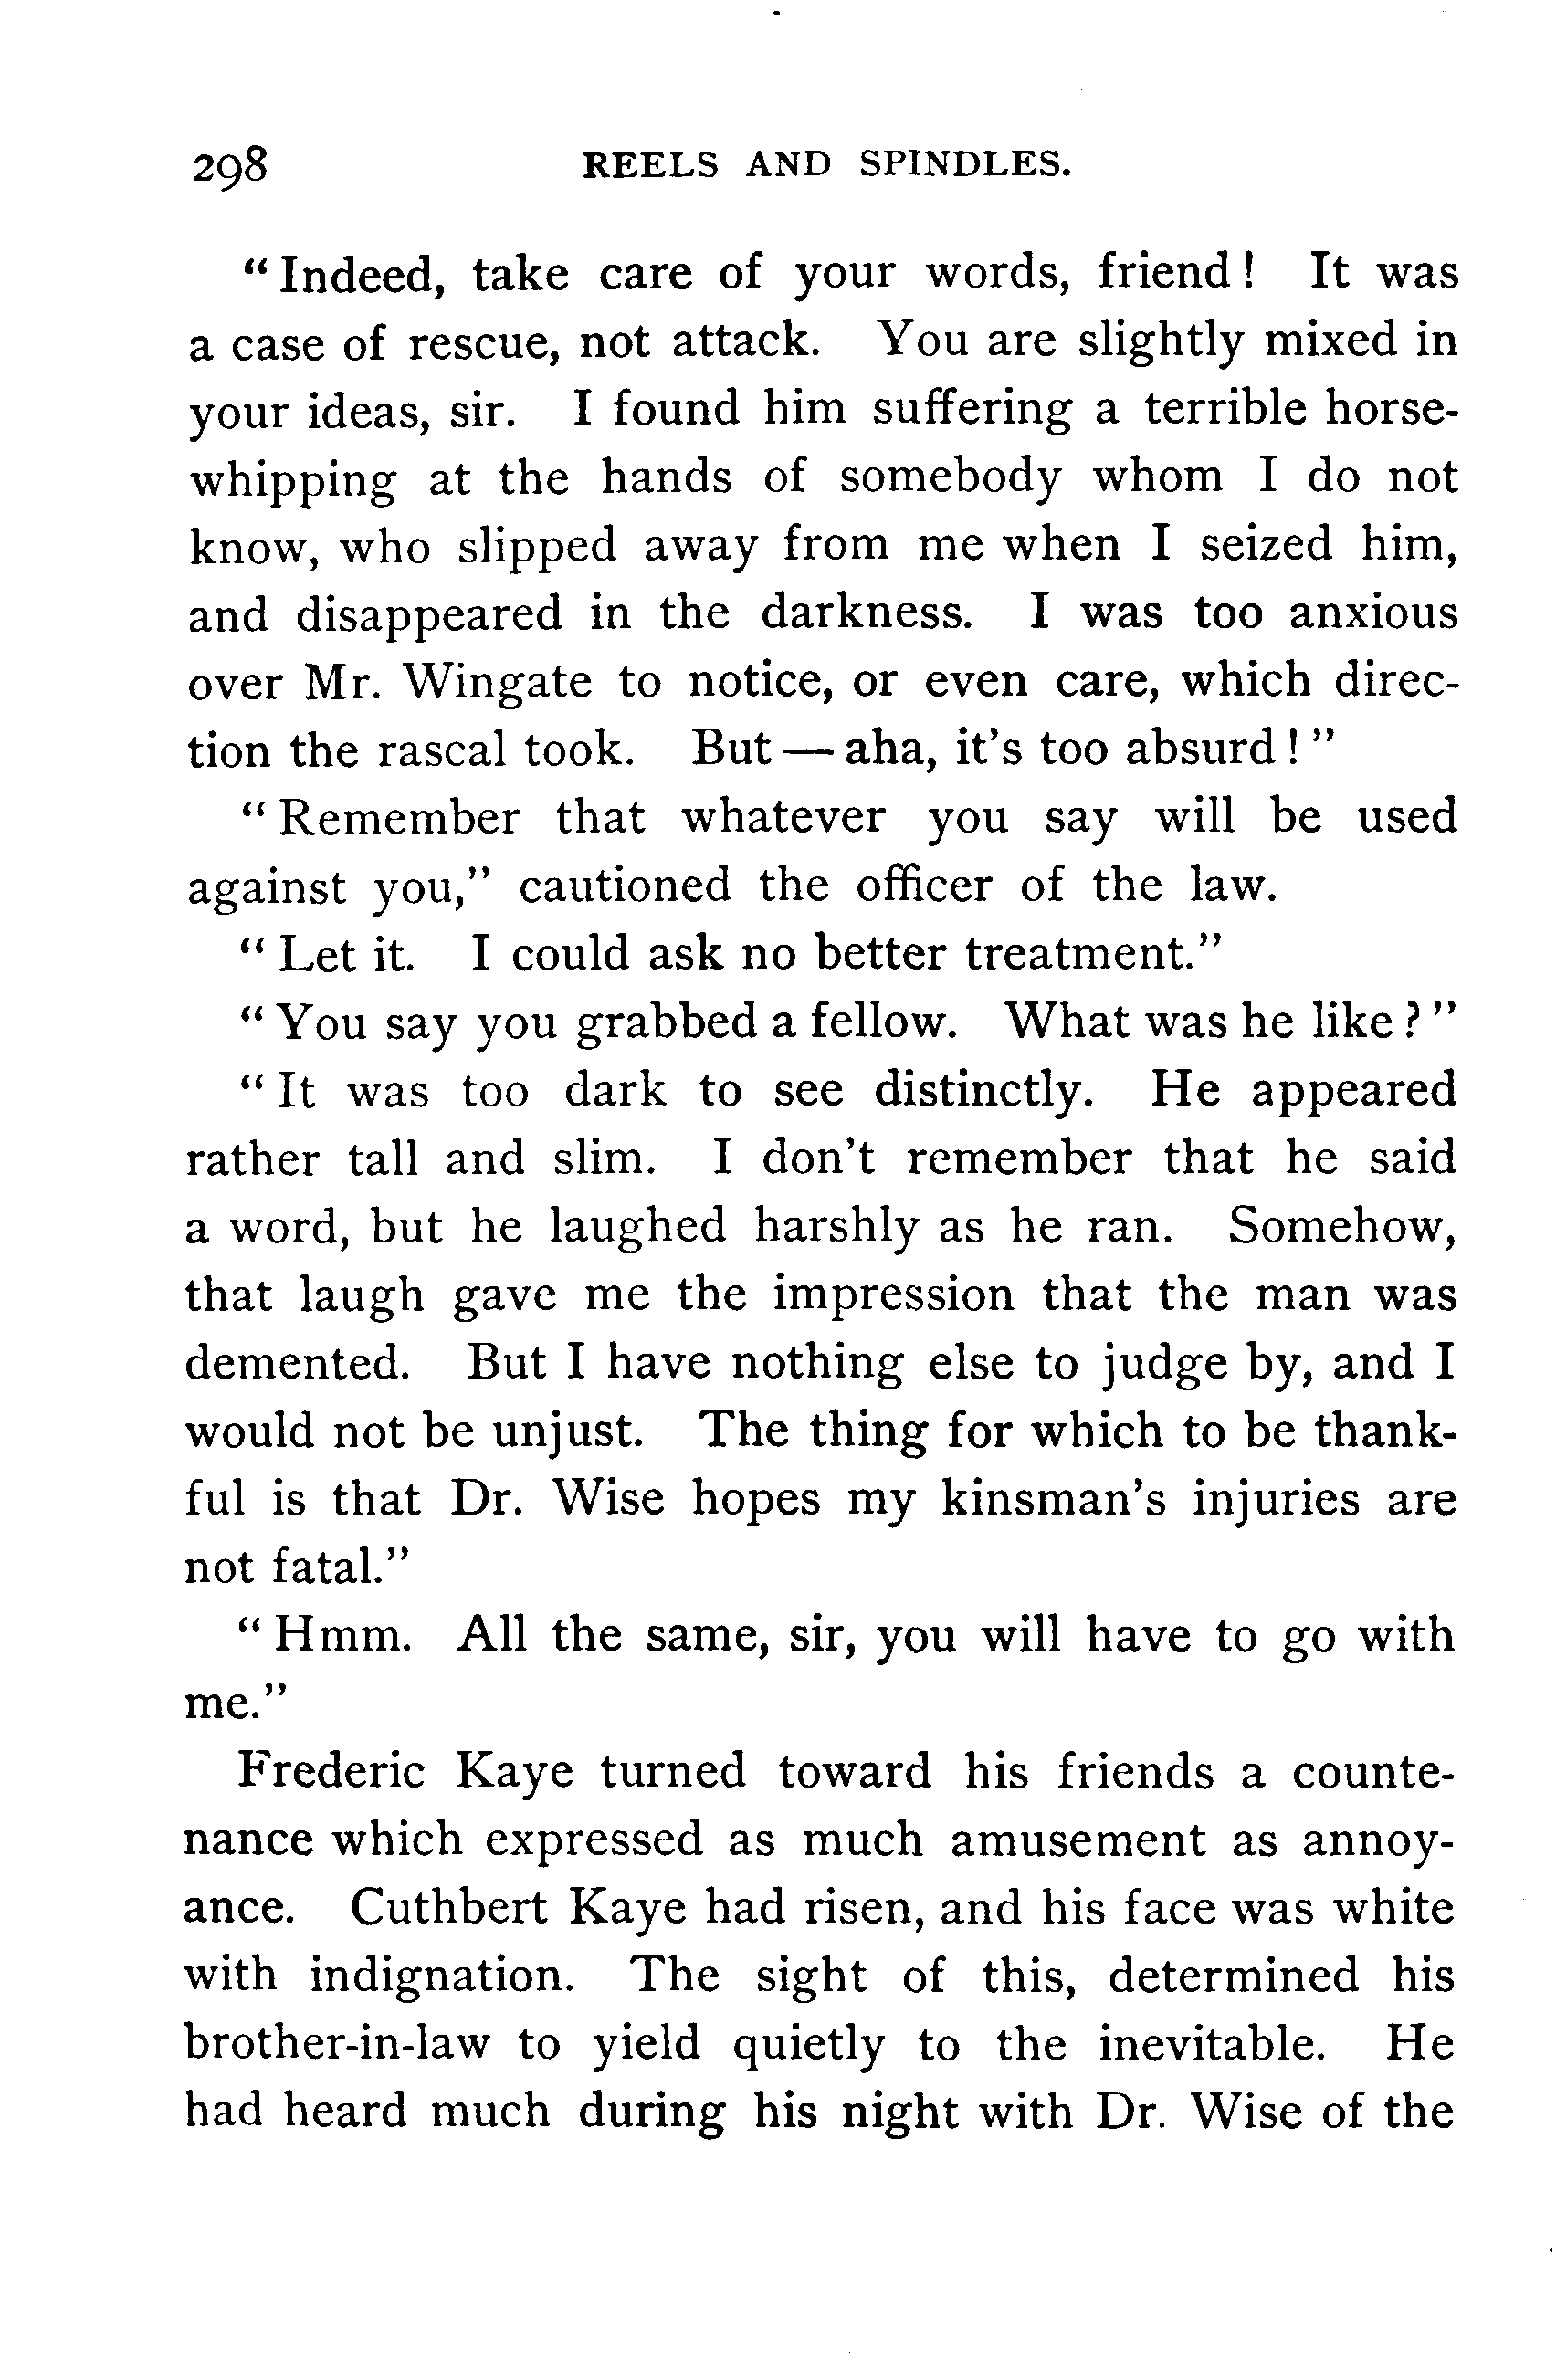 298 REELS AND SPINDLES.
“Indeed, take care of your words, friend! It was
a case of rescue, not attack. You are slightly mixed in
your ideas, sir. I found him suffering a terrible horse-
whipping at the hands of somebody whom I do not
know, who slipped away from me when I seized him,
and disappeared in the darkness. I was too anxious
over Mr. Wingate to notice, or even care, which direc-
tion the rascal took. But — aha, it’s too absurd!”
“Remember that whatever you say will be used
against you,” cautioned the officer of the law.
“Let it. I could ask no better treatment.”
“You say you grabbed a fellow. What was he like?”
“It was too dark to see distinctly. He appeared
rather tall and slim. I don’t remember that he said
a word, but he laughed harshly as he ran. Somehow,
that laugh gave me the impression that the man was
demented. But I have nothing else to judge by, and I
would not be unjust. The thing for which to be thank-
ful is that Dr. Wise hopes my kinsman’s injuries are
not fatal.”
“Hmm. All the same, sir, you will have to go with
me.”
Frederic Kaye turned toward his friends a counte-
nance which expressed as much amusement as annoy-
ance. Cuthbert Kaye had risen, and his face was white
with indignation. The sight of this, determined his
brother-in-law to yield quietly to the inevitable. He
had heard much during his night with Dr. Wise of the